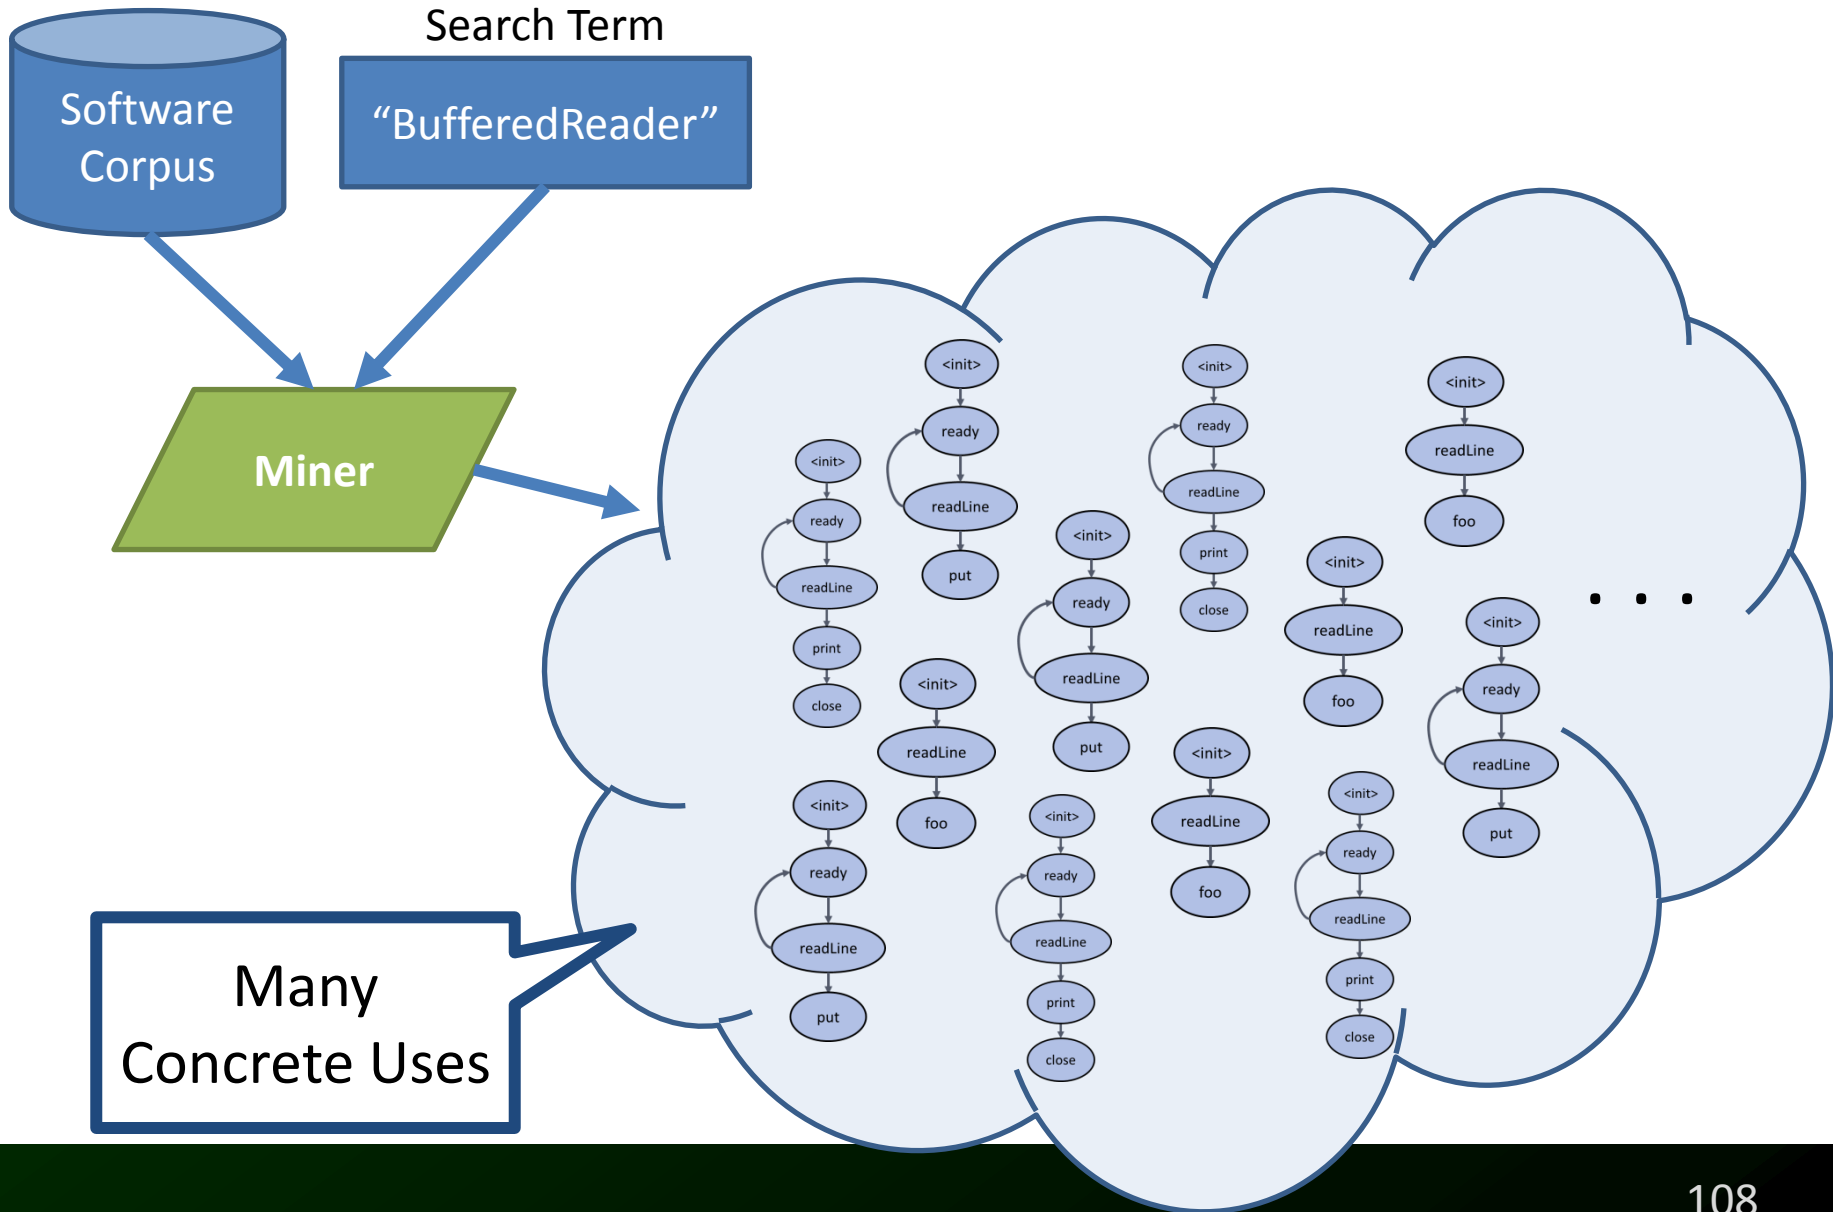 Search Term
Software
Corpus
“BufferedReader”
Miner
<init>
ready
readLine
print
close
<init>
ready
readLine
put
<init>
ready
readLine
print
close
<init>
readLine
foo
<init>
ready
readLine
put
<init>
readLine
foo
. . .
<init>
ready
readLine
put
<init>
readLine
foo
<init>
readLine
foo
<init>
ready
readLine
put
<init>
ready
readLine
print
close
<init>
ready
readLine
print
close
Many
Concrete Uses
108